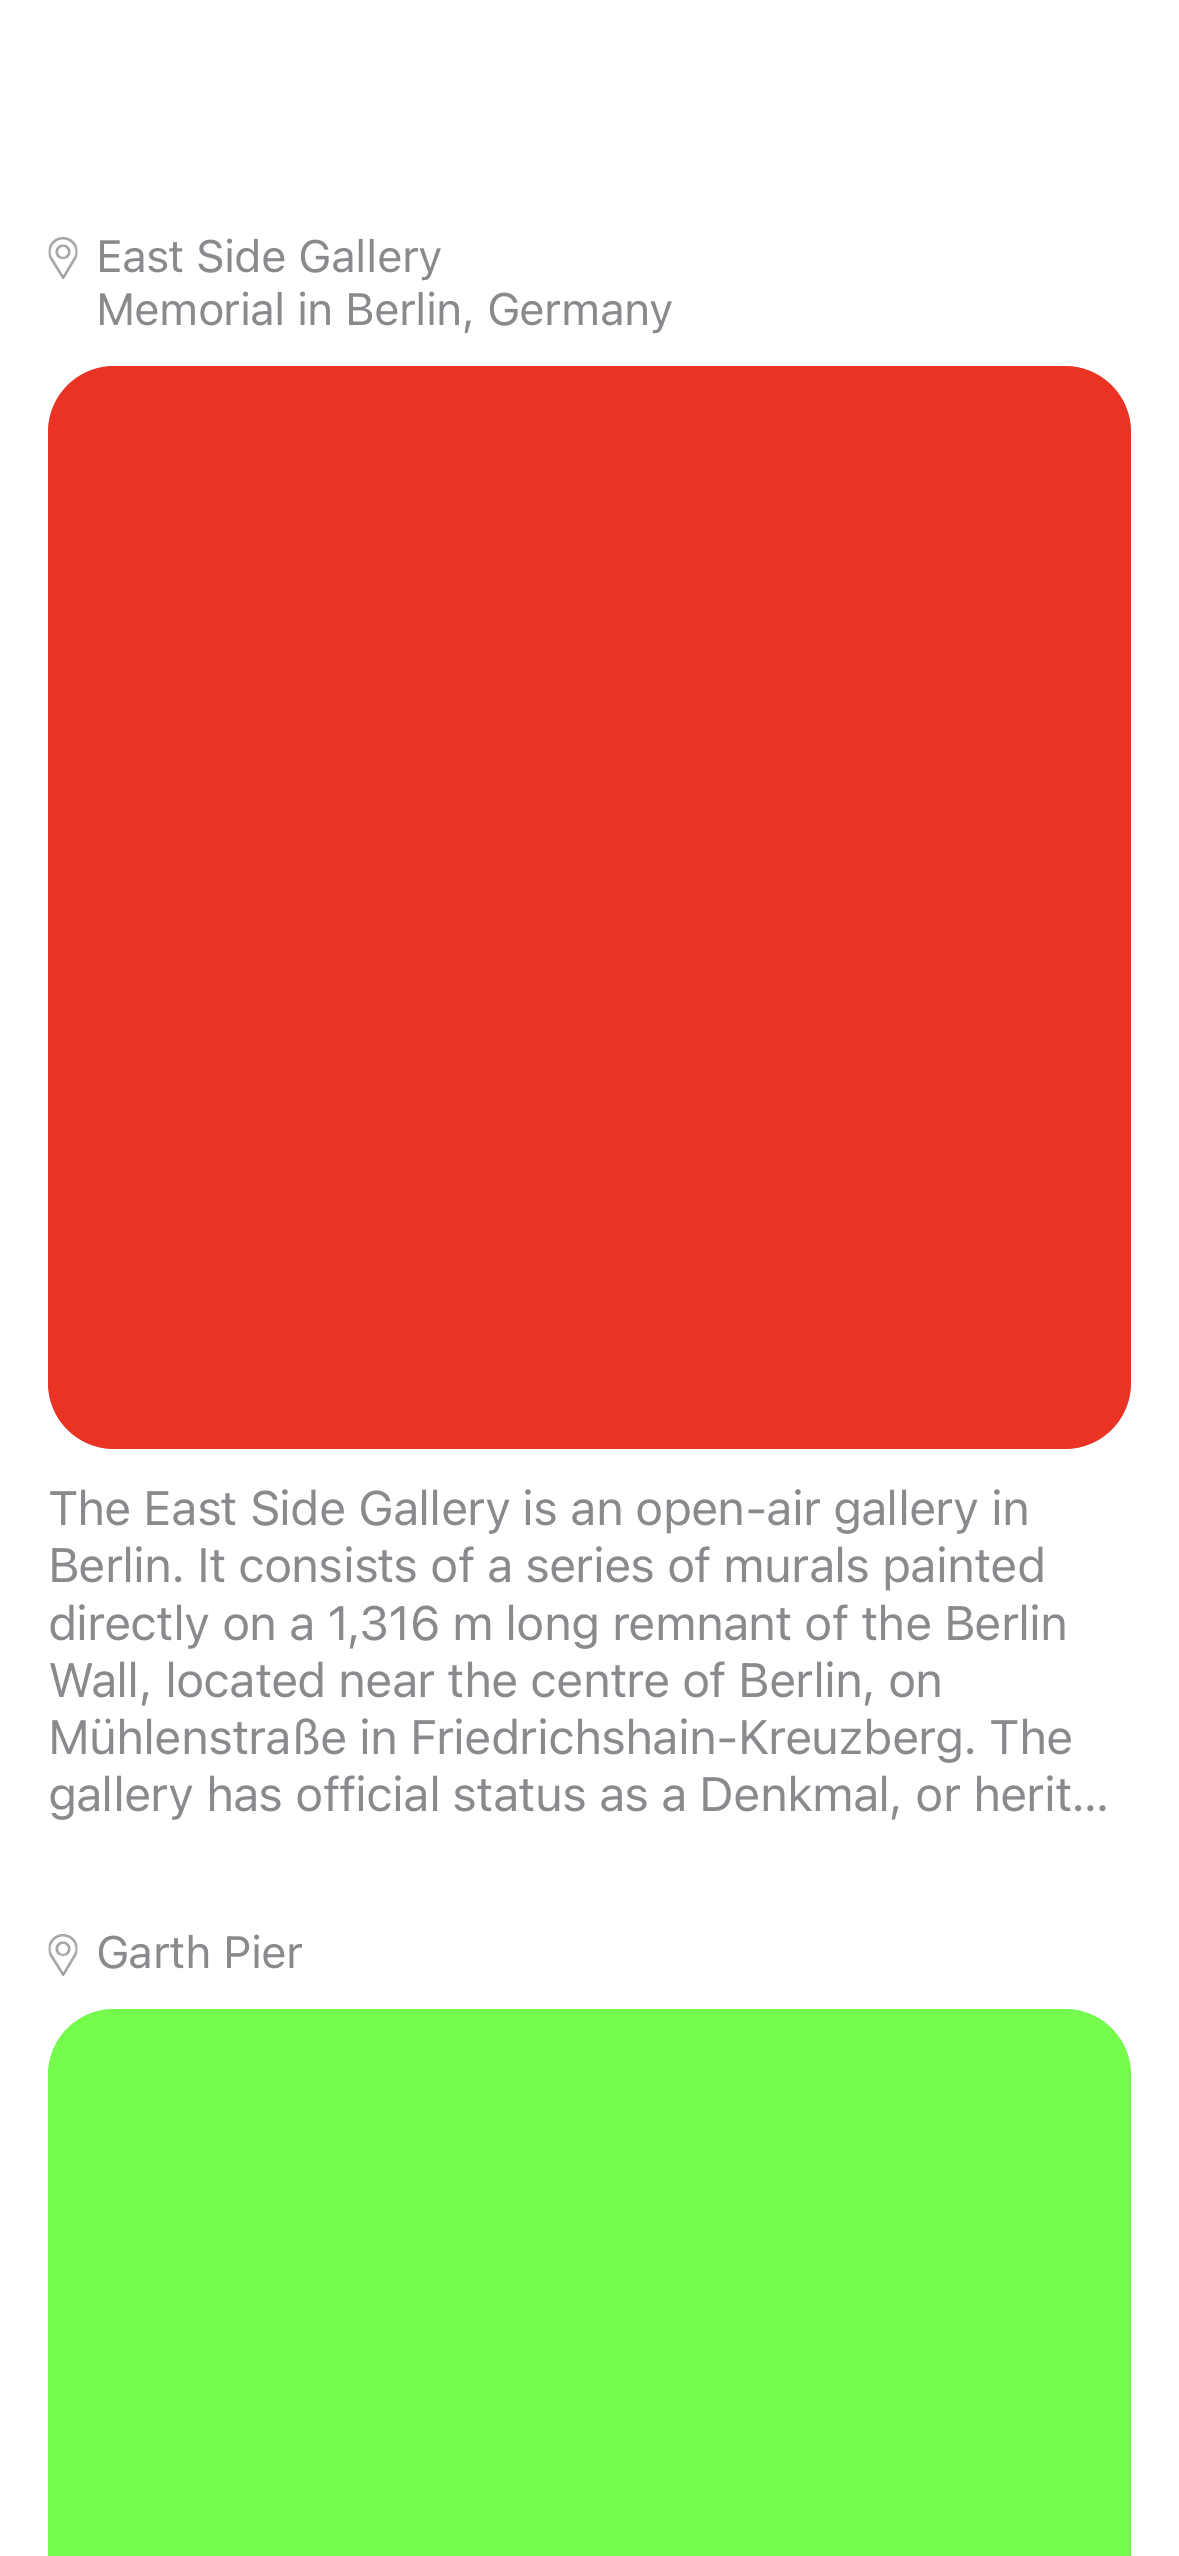 East Side Gallery
Memorial in Berlin, Germany
The East Side Gallery is an open-air gallery in
Berlin. It consists of a series of murals painted
directly on a 1,316 m long remnant of the Berlin
Wall, located near the centre of Berlin, on
Mühlenstraße in Friedrichshain-Kreuzberg. The
gallery has official status as a Denkmal, or herit...
Garth Pier